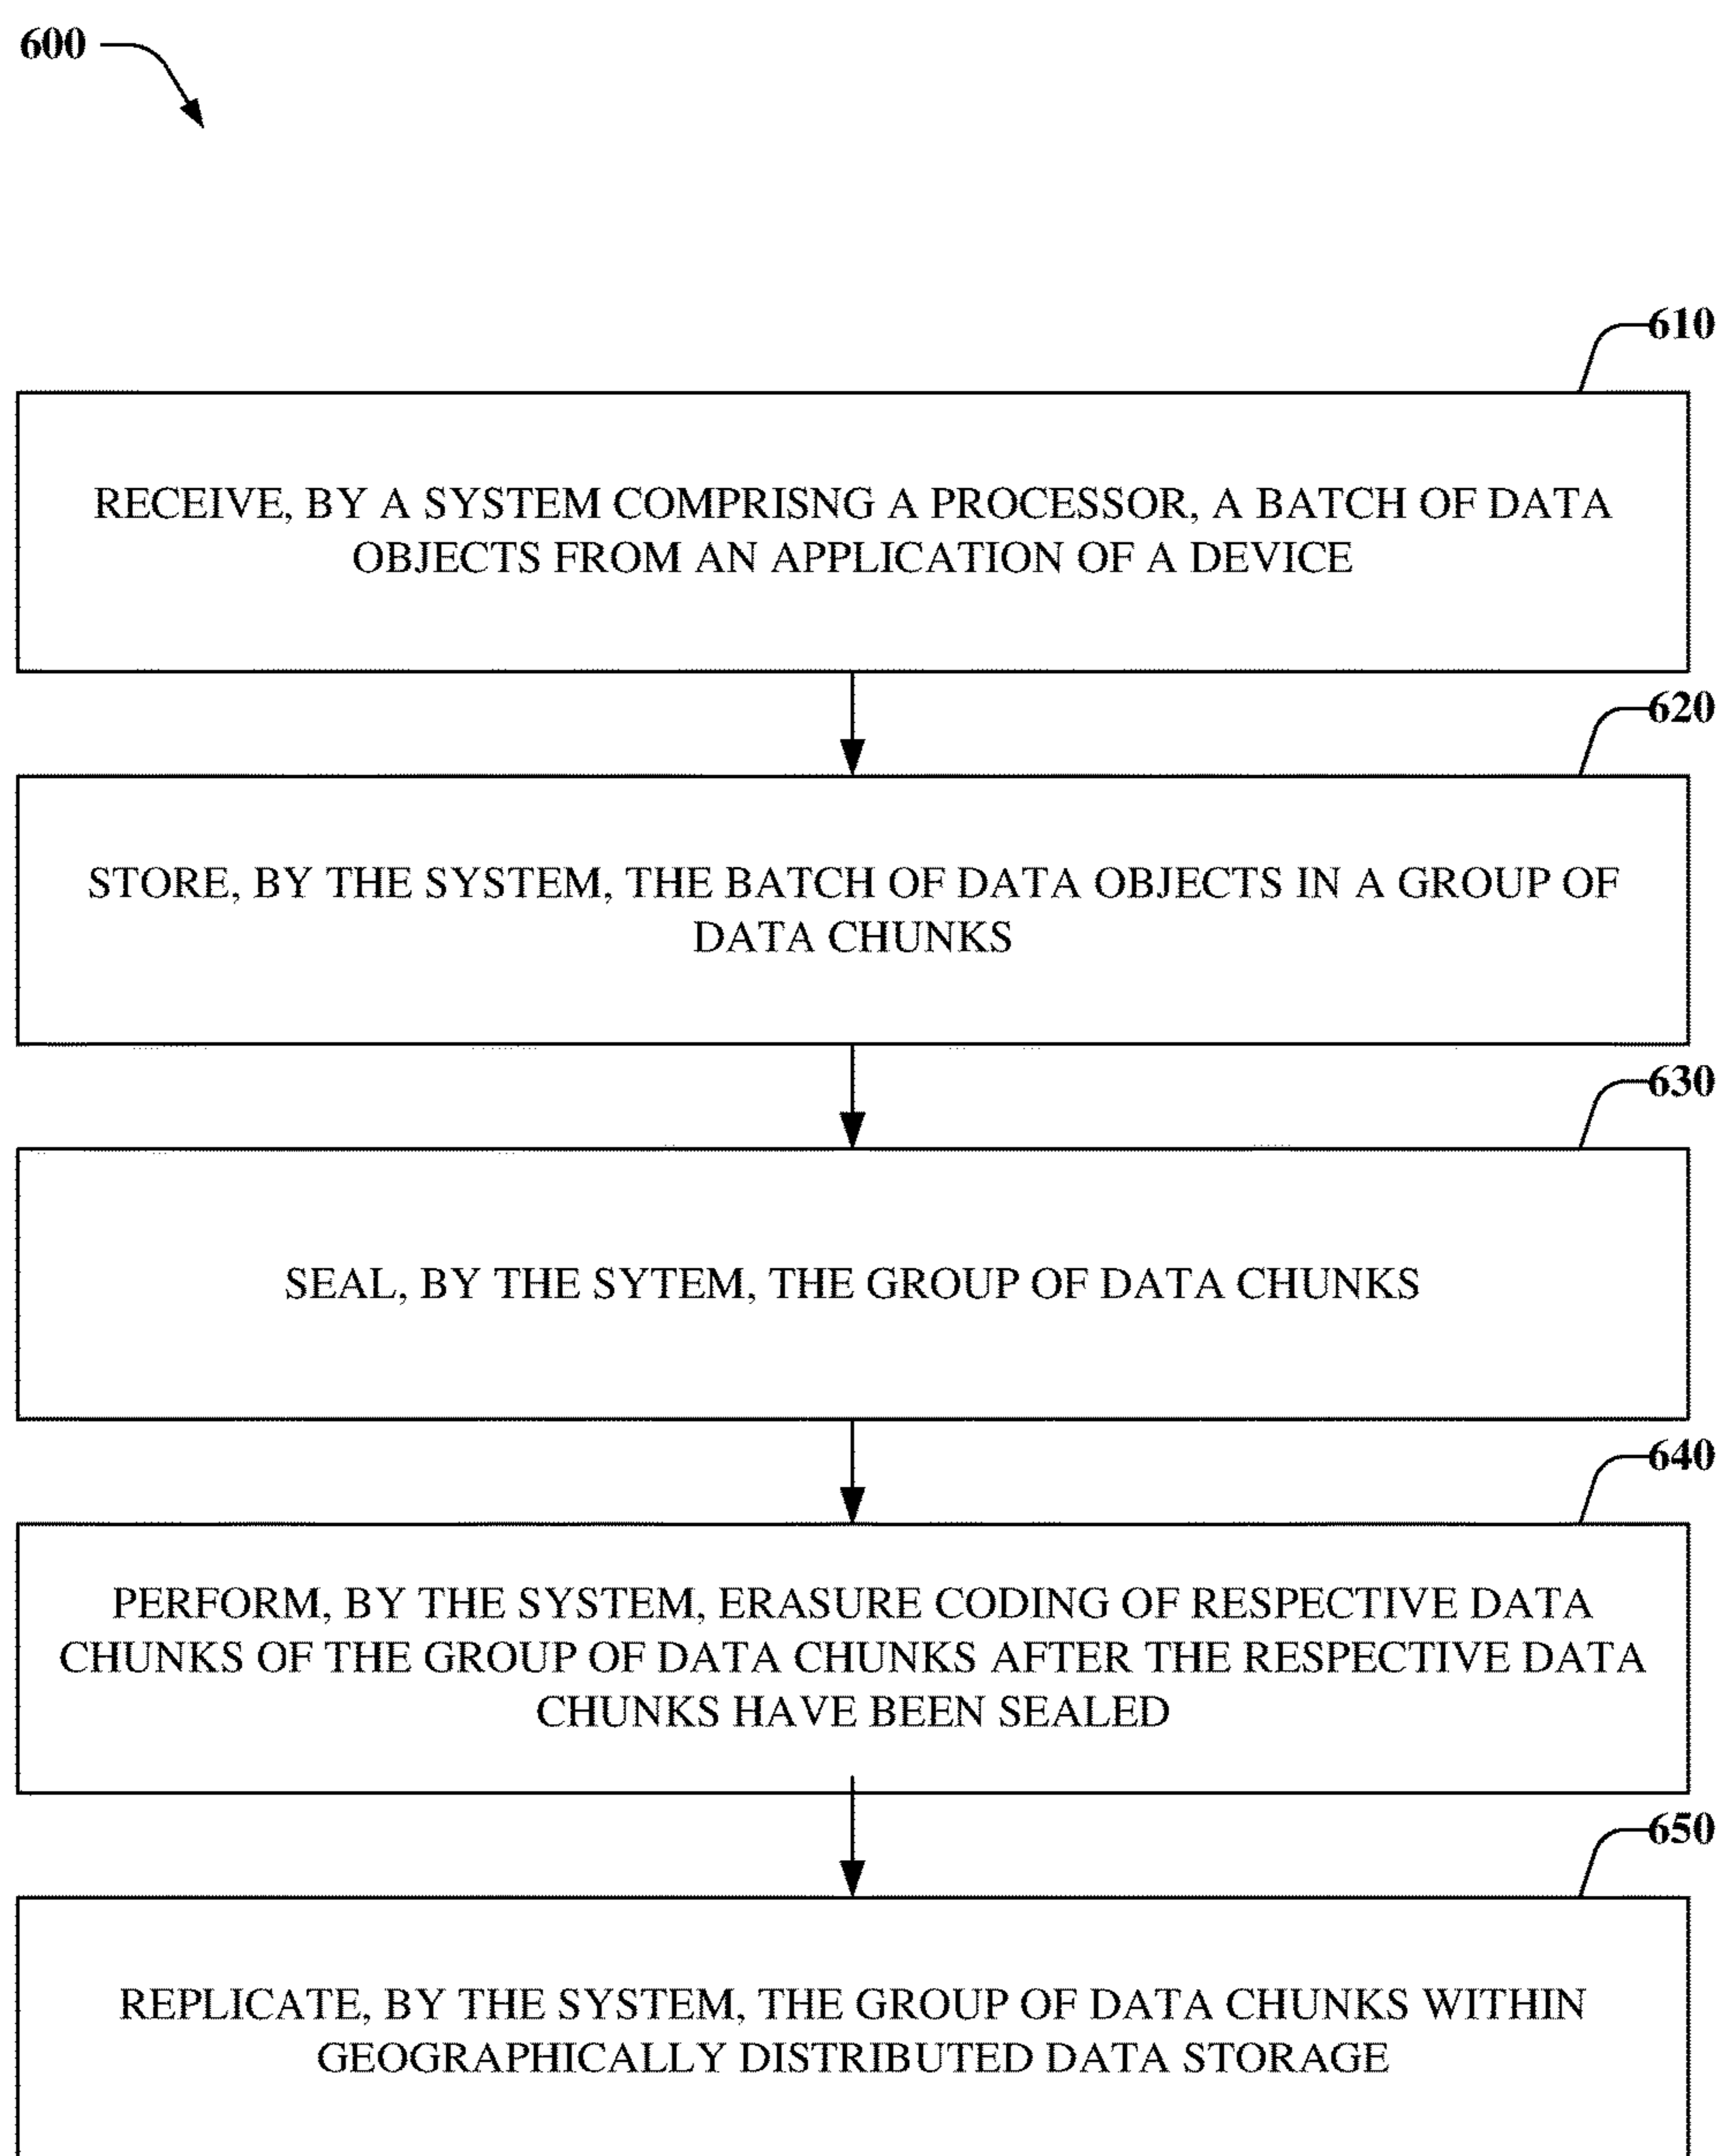 600
610
RECEIVE, BY A SYSTEM COMPRISNG A PROCESSOR, A BATCH OF DATA
OBJECTS FROM AN APPLICATION OF A DEVICE
620
STORE, BY THE SYSTEM, THE BATCH OF DATA OBJECTS IN A GROUP OF
DATA CHUNKS
630
SEAL, BY THE SYTEM, THE GROUP OF DATA CHUNKS
640
PERFORM, BY THE SYSTEM, ERASURE CODING OF RESPECTIVE DATA
CHUNKS OF THE GROUP OF DATA CHUNKS AFTER THE RESPECTIVE DATA
CHUNKS HAVE BEEN SEALED
650
REPLICATE, BY THE SYSTEM, THE GROUP OF DATA CHUNKS WITHIN
GEOGRAPHICALLY DISTRIBUTED DATA STORAGE